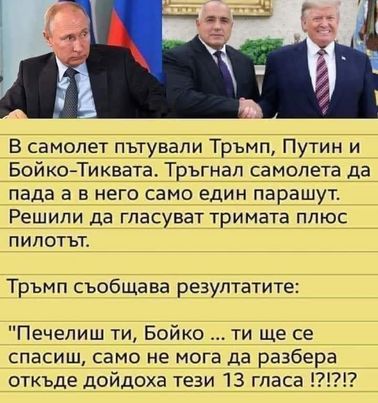 В самолет пътували Тръмп, Путин и
Бойко-Тиквата. Тръгнал самолета да
пада а в него само един парашут.
Решили да гласуват тримата плюс
пилотът.
Тръмп съобщава резултатите:
"Печелиш ти, Бойко ... ти ще се
спасиш, само не мога да разбера
откъде дойдоха тези 13 гласа !?!?!?